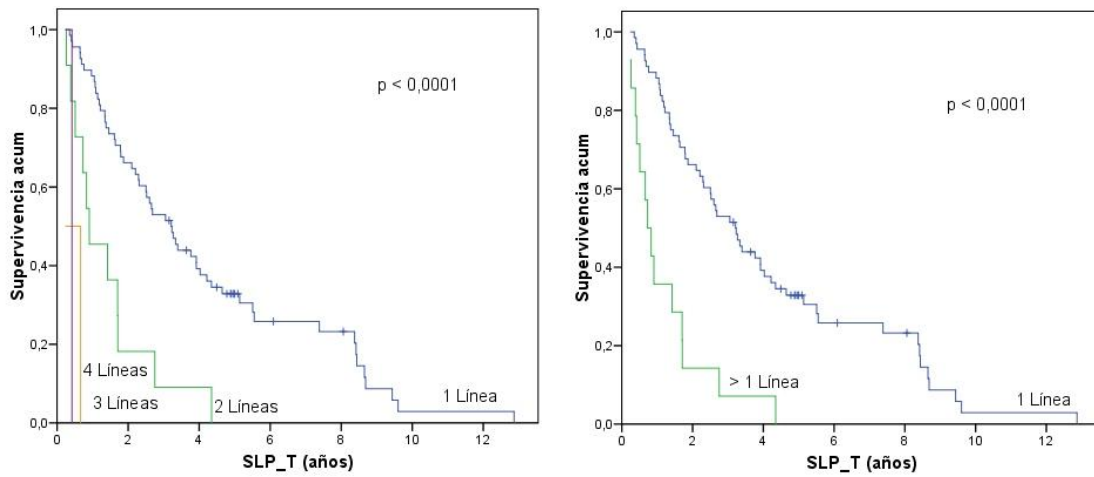 1,0
0,8
0,6
0,4
0,2
0,0
Supervivencia acum
p < 0,0001
4 Líneas
3 Líneas
2 Líneas
1 Línea
0 2 4 6 8 10 12
SLP_T (años)
1,0
0,8
0,6
0,4
0,2
0,0
Supervivencia acum
p < 0,0001
> 1 Línea
1 Línea
0 2 4 6 8 10 12
SLP_T (años)